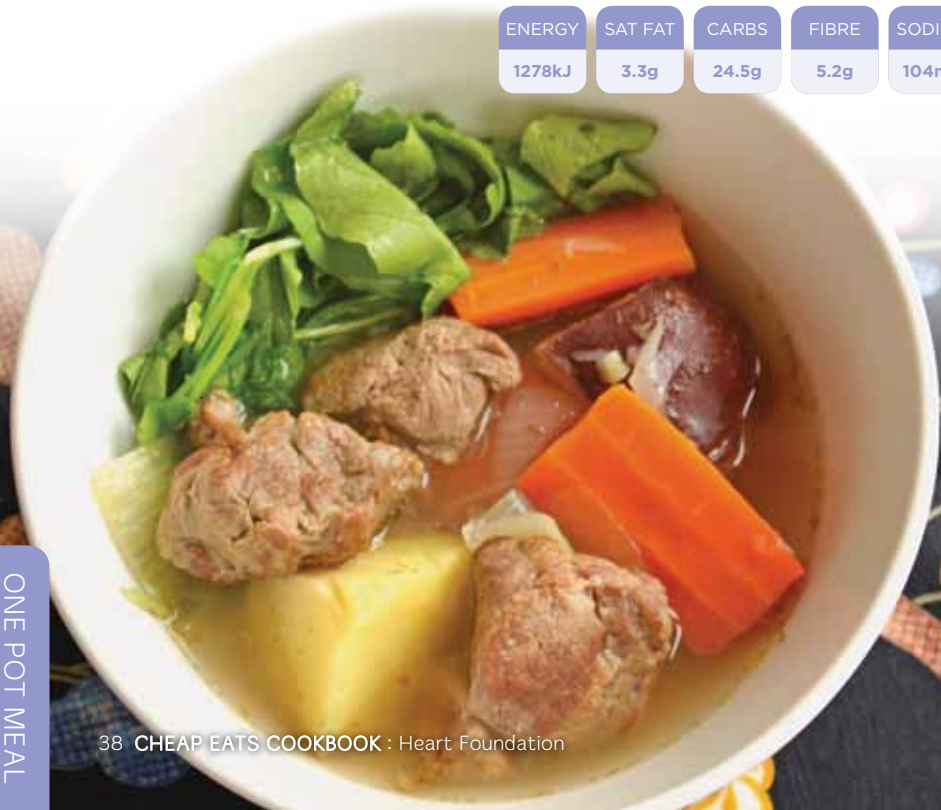 ENERGY SAT FAT CARBS FIBRE
1278kJ 3.3g 24.5g 5.2g
ONE POT MEAL
38 CHEAP EATS COOKBOOK : Heart Foundation